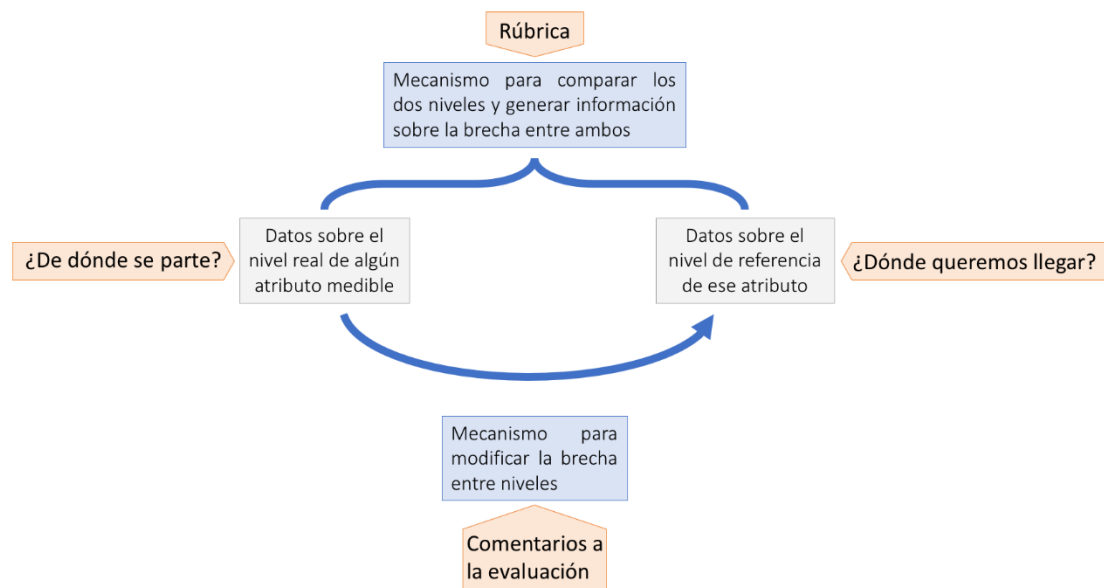 Rúbrica
Mecanismo para comparar los
dos niveles y generar información
sobre la brecha entre ambos
¿De dónde se parte?
Datos sobre el
nivel real de algún
atributo medible
Datos sobre el
nivel de referencia
de ese atributo
¿Dónde queremos llegar?
Mecanismo para
modificar la brecha
entre niveles
Comentarios a
la evaluación